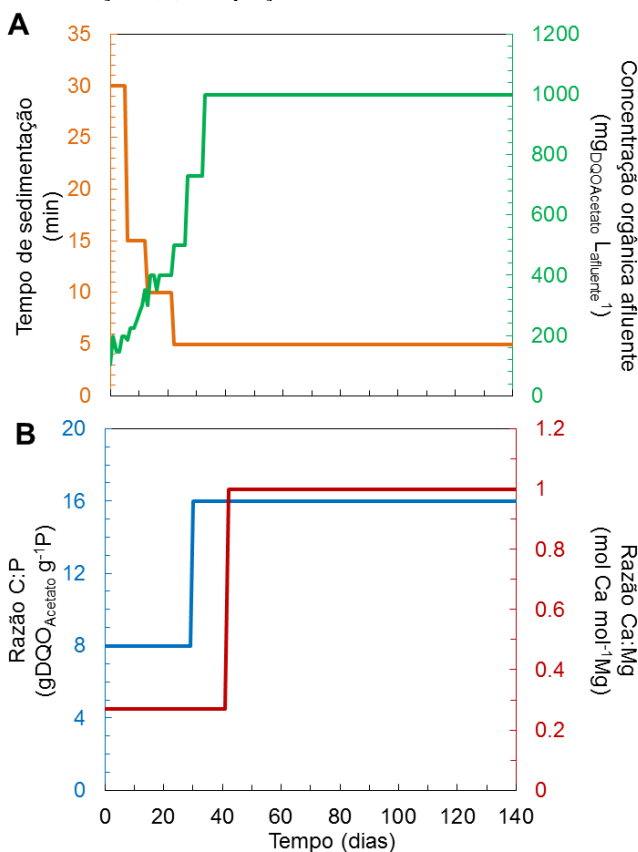 A
Tempo de sedimentação
(min)
35
30
25
20
15
10
5
0
1200
1000
800
600
400
200
0
Concentração orgânica afluente
(mgDQOAcetato Lafluente1)
B
Razão C:P
(gDQOAcetato g-1P)
20
16
12
8
4
0
1.2
1
0.8
0.6
0.4
0.2
0
Razão Ca:Mg
(mol Ca mol-1Mg)
0 20 40 60 80 100 120 140
Tempo (dias)